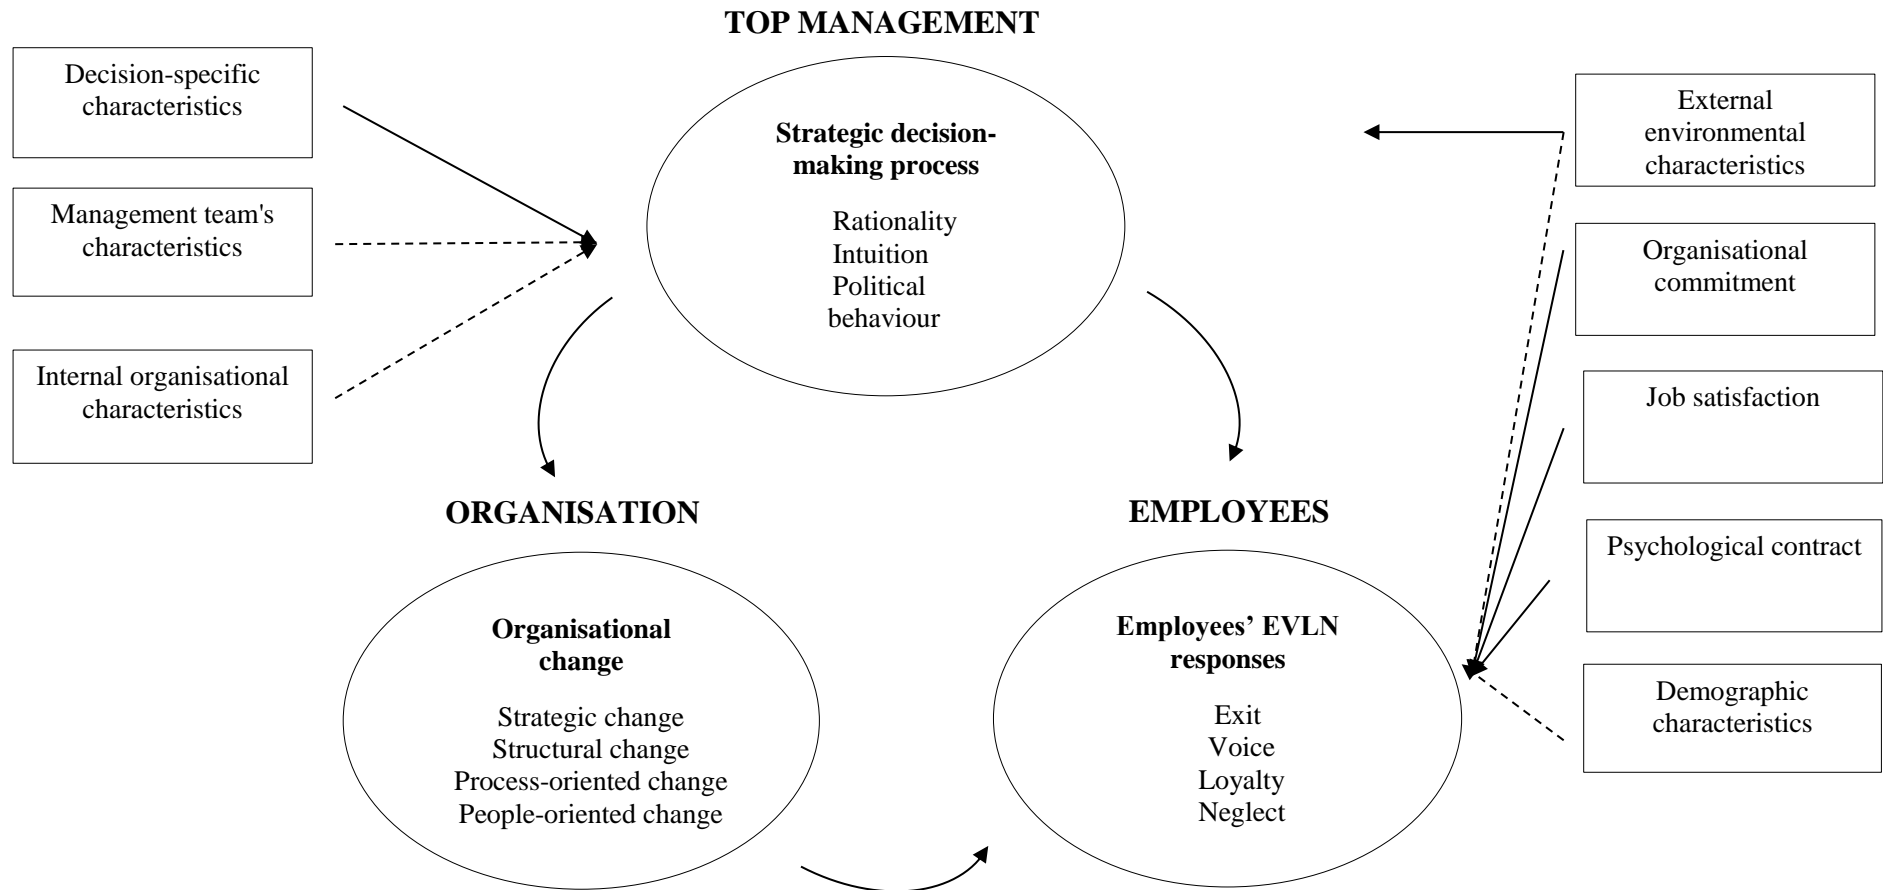 TOP MANAGEMENT
Decision-specific
characteristics
Management team's
characteristics
Internal organisational
characteristics
Strategic decision-
making process
Rationality
Intuition
Political
behaviour
External
environmental
characteristics
Organisational
commitment
Job satisfaction
Psychological contract
Demographic
characteristics
ORGANISATION
Organisational
change
Strategic change
Structural change
Process-oriented change
People-oriented change
EMPLOYEES
Employees’ EVLN
responses
Exit
Voice
Loyalty
Neglect